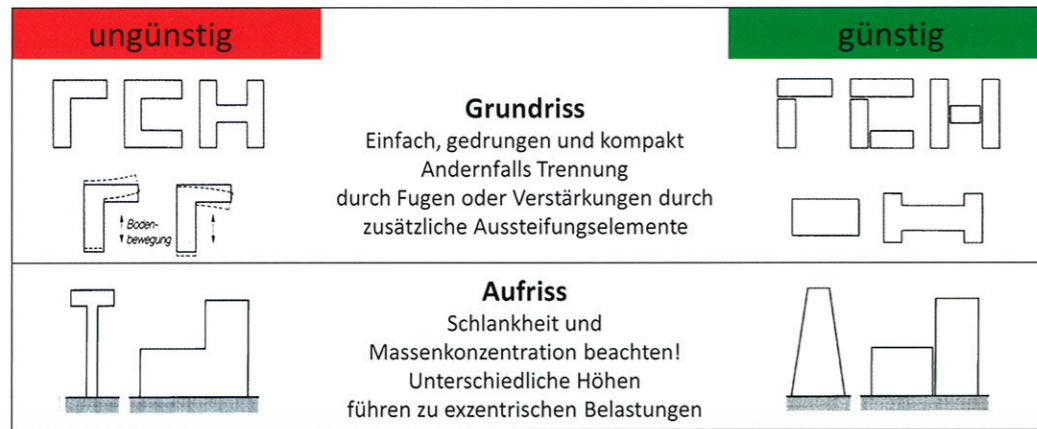 ungünstig
günstig
Grundriss
Einfach, gedrungen und kompakt
Andernfalls Trennung
durch Fugen oder Verstärkungen durch
zusätzliche Aussteifungselemente
Boden-
bewegung
Aufriss
Schlankheit und
Massenkonzentration beachten!
Unterschiedliche Höhen
führen zu exzentrischen Belastungen